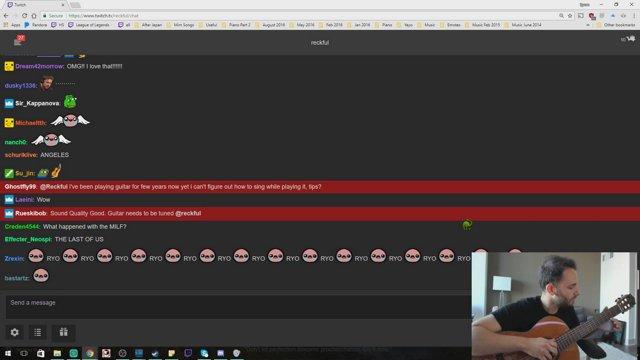 Twitch
Secure
https://www.twitch.tv/reckful/chat
Apps
Pandora
HS
League of Legends
all
After Japan
Mini Songs
Useful
Piano Part 2
August 2016
May 2016
Feb 2016
Jan 2016
Piano
Yayo
Music
Emotes
Music Feb 2015
Music June 2014
Other bookmarks
reckful
Dream42morrow: OMG!! I love that!!!!!!!
dusky1336: ..........
Sir_Kappanova:
Michaeltth:
nanch0:
schuriklive: ANGELES
Su_jin:
Ghostfly99: @Reckful i've been playing guitar for few years now yet i can't figure out how to sing while playing it, tips?
Laeini: Wow
Rueskibob: Sound Quality Good. Guitar needs to be tuned @reckful
Creden4544: What happened with the MILF?
Effecter_Neospi: THE LAST OF US
Zrexin: RYO RYO RYO RYO RYO RYO RYO RYO RYO RYO RYO RYO RYO
bastartz:
Send a message